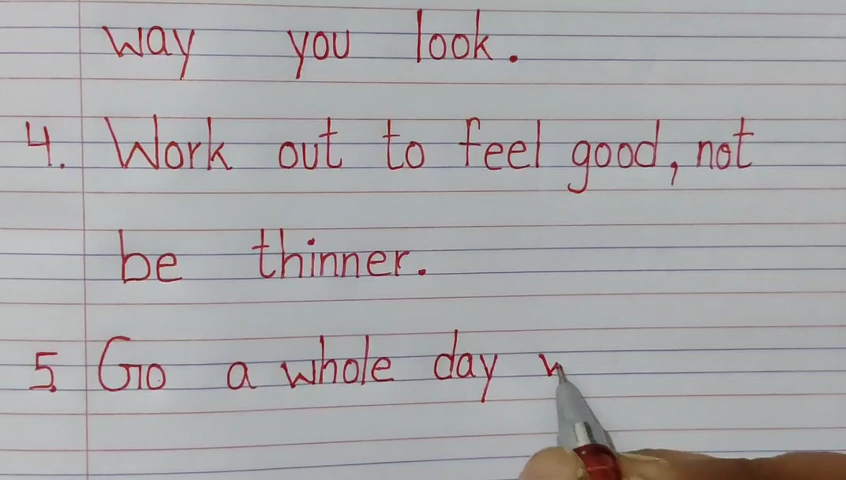 way you look.
4. Work out to feel good, not
be thinner.
5. Go a whole day